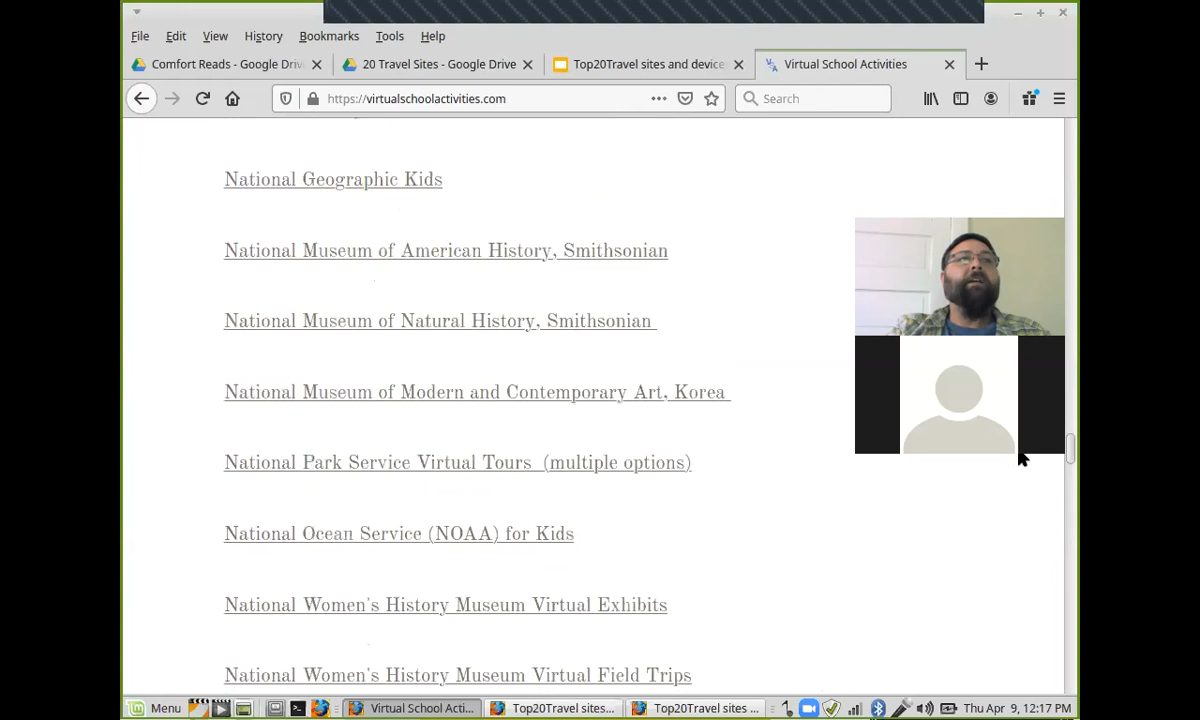 File Edit View History Bookmarks Tools Help
Comfort Reads - Google Driv
20 Travel Sites - Google Drive
Top20Travel sites and device
Virtual School Activities
https://virtualschoolactivities.com
Search
National Geographic Kids
National Museum of American History, Smithsonian
National Museum of Natural History, Smithsonian
National Museum of Modern and Contemporary Art, Korea
National Park Service Virtual Tours (multiple options)
National Ocean Service (NOAA) for Kids
National Women's History Museum Virtual Exhibits
National Women's History Museum Virtual Field Trips
Menu
Virtual School Acti...
Top20Travel sites...
Top20Travel sites ...
Thu Apr 9, 12:17 PM